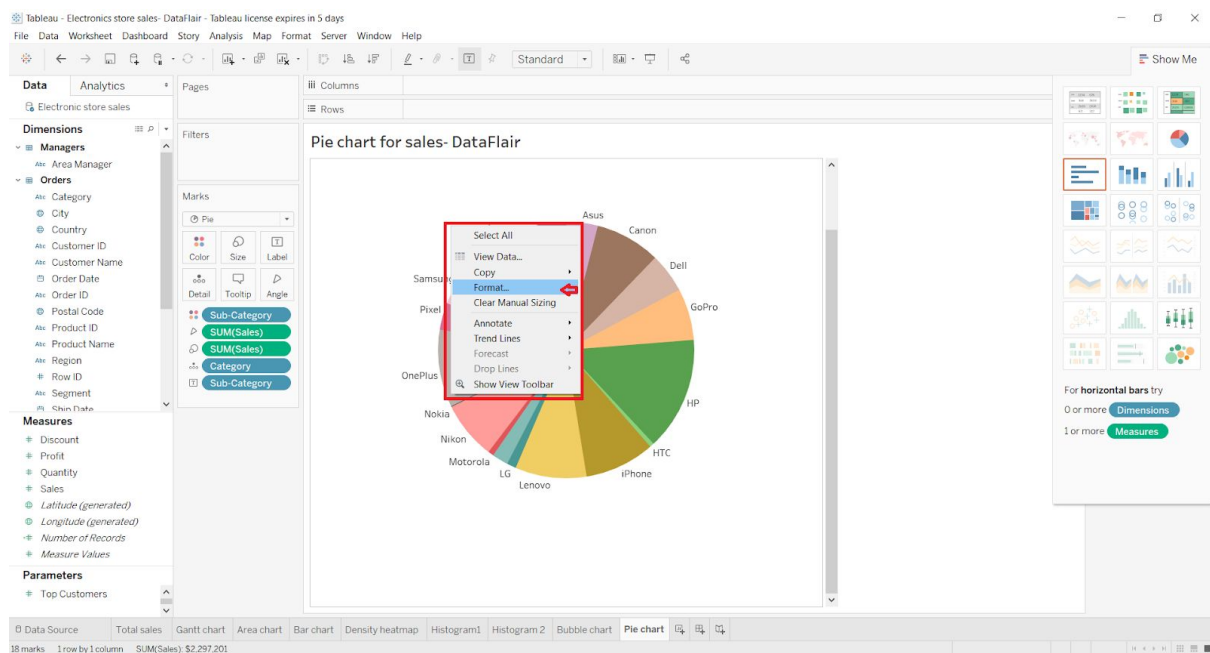 Tableau - Electronics store sales- DataFlair - Tableau license expires in 5 days
File Data Worksheet Dashboard Story Analysis Map Format Server Window Help
Standard
Show Me
Data Analytics
Electronic store sales
Dimensions
Managers
Abc Area Manager
Orders
Abc Category
City
Country
Abc Customer ID
Abc Customer Name
Order Date
Abc Order ID
Postal Code
Abc Product ID
Abc Product Name
Abc Region
# Row ID
Abc Segment
Ship Date
Measures
# Discount
# Profit
# Quantity
# Sales
Latitude (generated)
Longitude (generated)
Number of Records
# Measure Values
Parameters
# Top Customers
Pages
Filters
Marks
Pie
Color Size Label
Detail Tooltip Angle
Sub-Category
SUM(Sales)
SUM(Sales)
Category
Sub-Category
Columns
Rows
Pie chart for sales- DataFlair
Asus
Canon
Dell
GoPro
HP
HTC
iPhone
Lenovo
LG
Motorola
Nikon
Nokia
OnePlus
Pixel
Select All
View Data...
Copy
Format...
Clear Manual Sizing
Annotate
Trend Lines
Forecast
Drop Lines
Show View Toolbar
For horizontal bars try
0 or more Dimensions
1 or more Measures
Data Source Total sales Gantt chart Area chart Bar chart Density heatmap Histogram1 Histogram 2 Bubble chart Pie chart
18 marks 1 row by 1 column SUM(Sales): $2,297,201